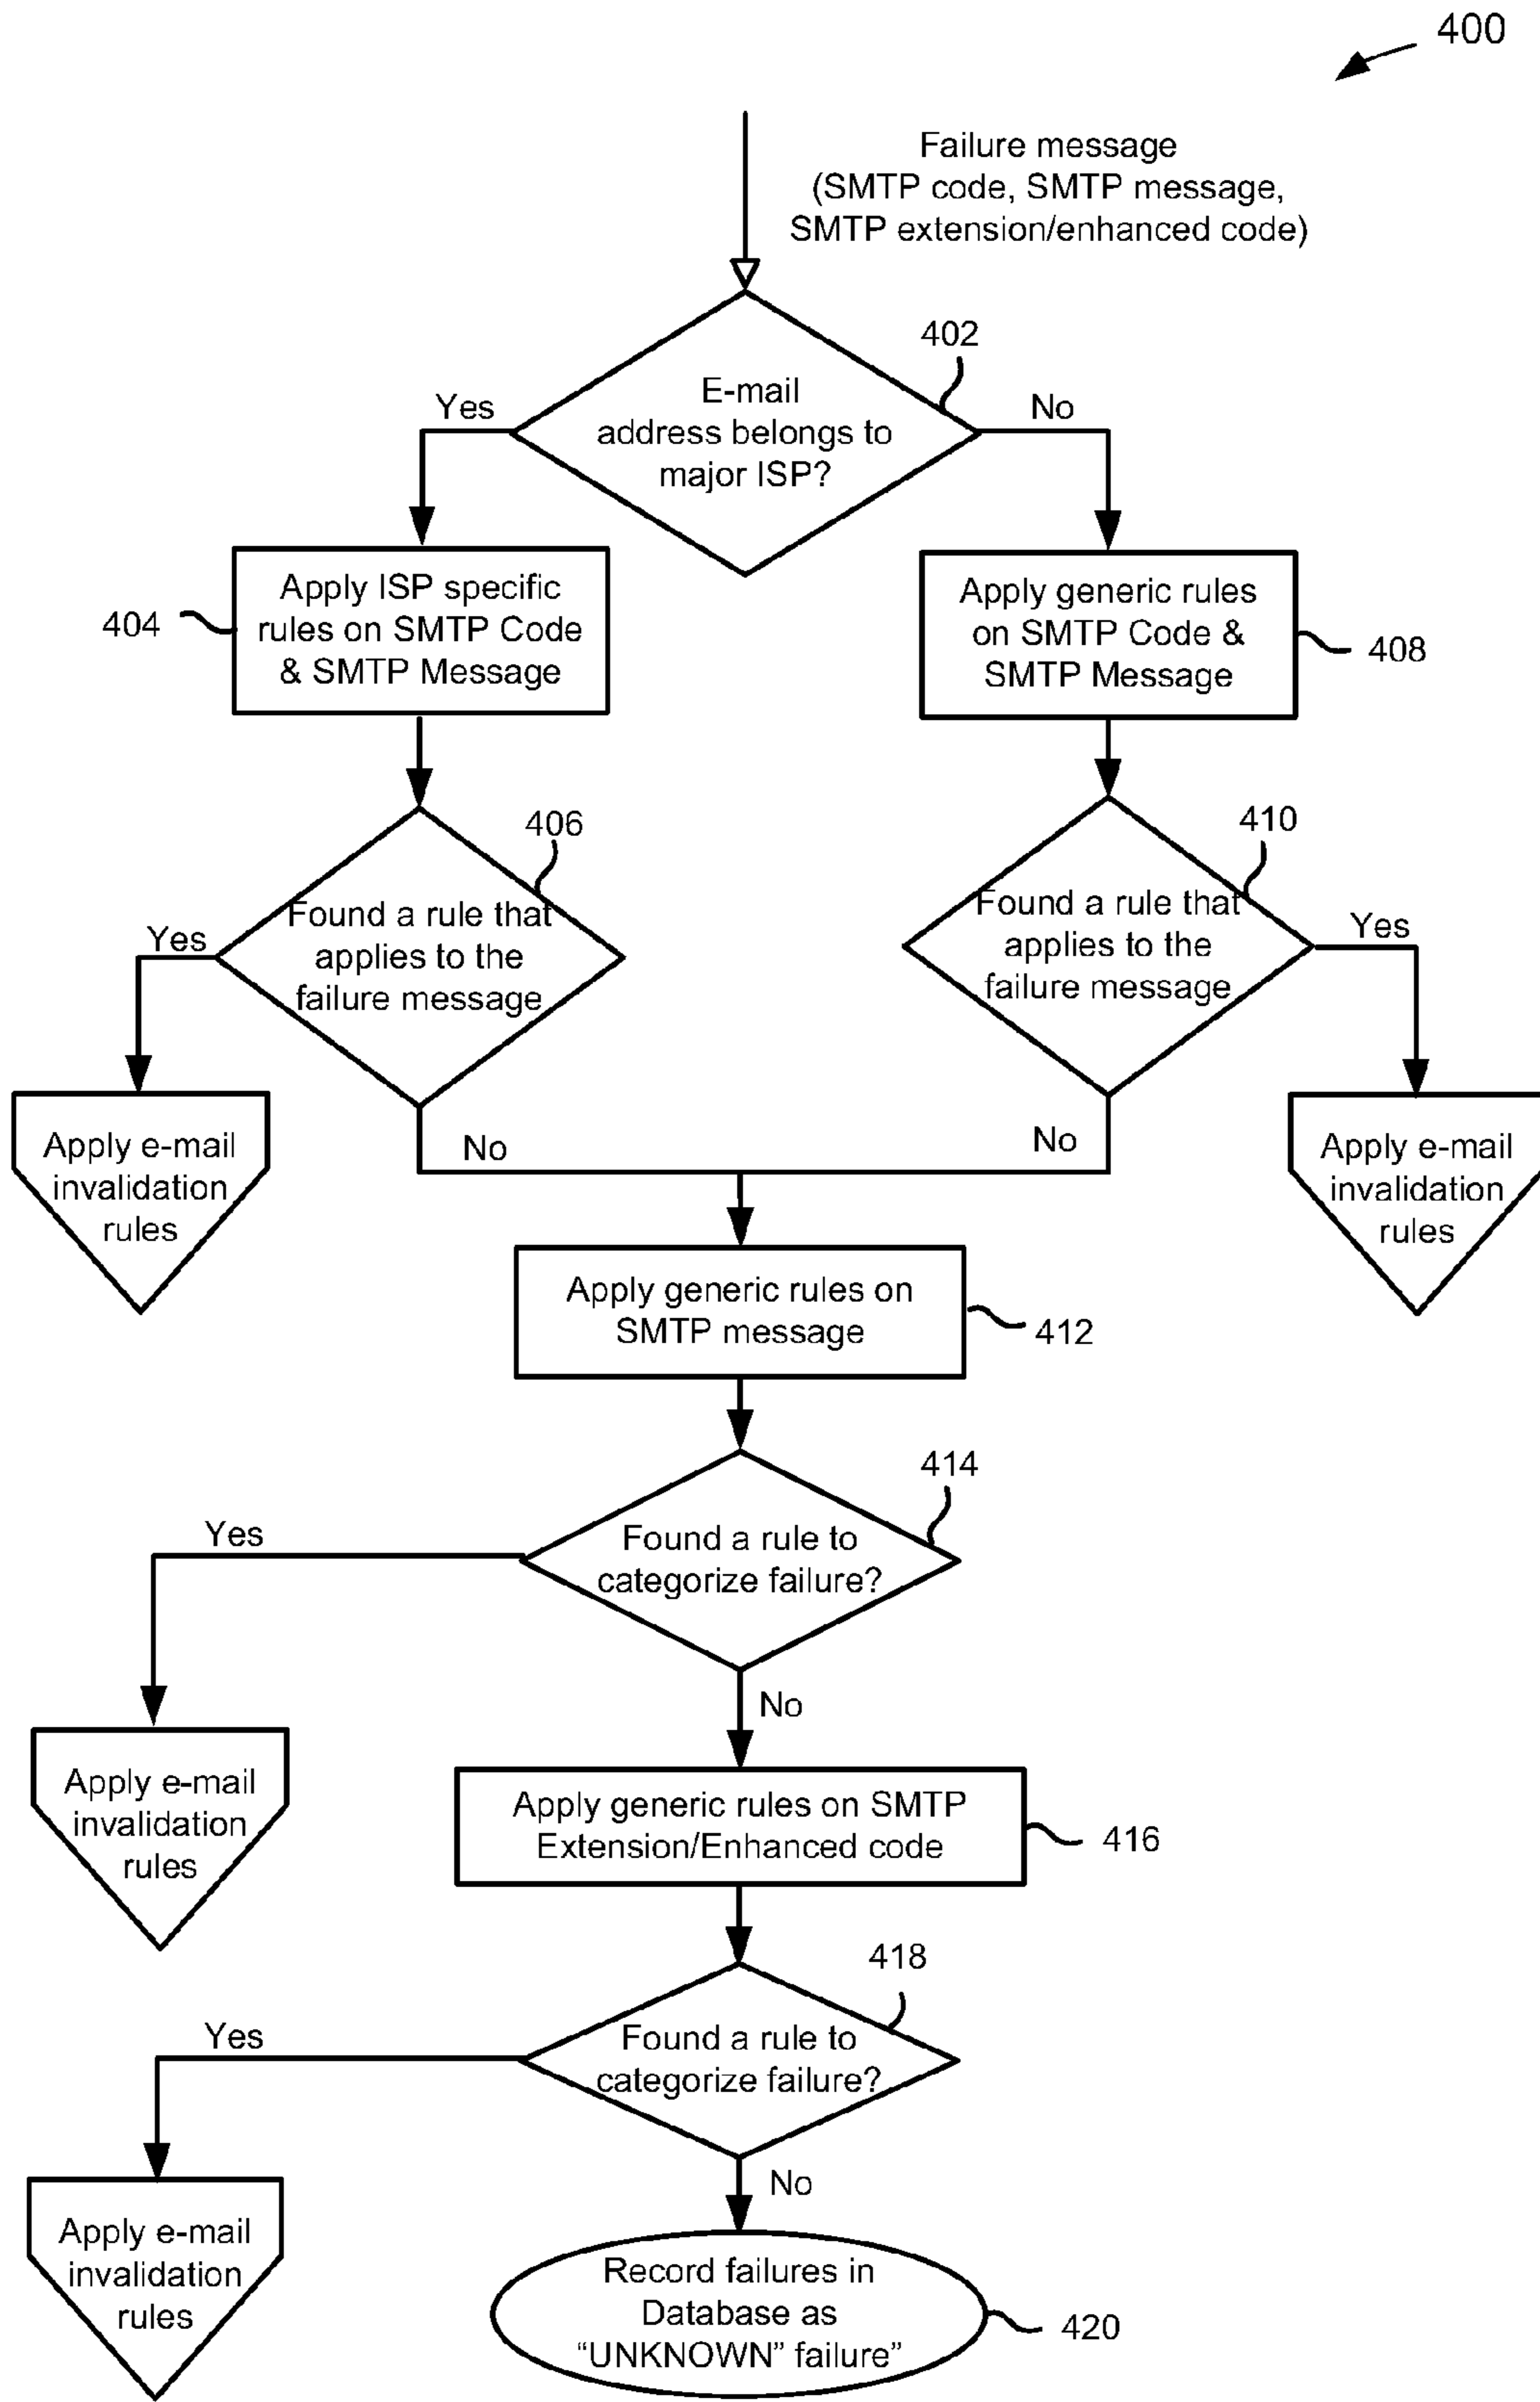 400
Failure message
(SMTP code, SMTP message,
SMTP extension/enhanced code)
402
E-mail
address belongs to
major ISP?
Yes
No
Apply ISP specific
rules on SMTP Code
& SMTP Message
404
Apply generic rules
on SMTP Code &
SMTP Message
408
406
Found a rule that
applies to the
failure message
Yes
410
Found a rule that
applies to the
failure message
Yes
Apply e-mail
invalidation
rules
No
No
Apply e-mail
invalidation
rules
Apply generic rules on
SMTP message
412
414
Found a rule to
categorize failure?
Yes
No
Apply e-mail
invalidation
rules
Apply generic rules on SMTP
Extension/Enhanced code
416
418
Found a rule to
categorize failure?
Yes
No
Apply e-mail
invalidation
rules
Record failures in
Database as
“UNKNOWN” failure”
420